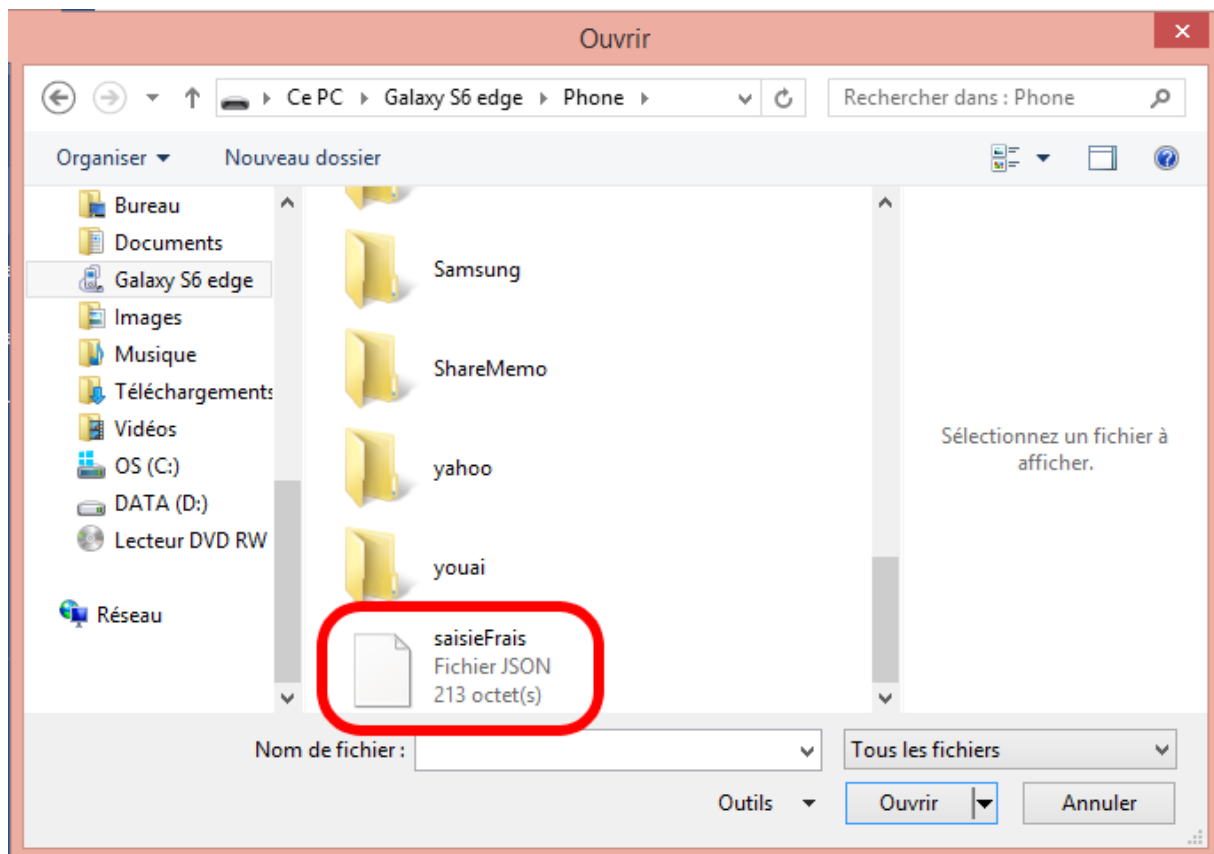 Ouvrir
Ce PC Galaxy S6 edge Phone
Rechercher dans : Phone
Organiser
Nouveau dossier
Bureau
Documents
Galaxy S6 edge
Images
Musique
Téléchargements
Vidéos
OS (C:)
DATA (D:)
Lecteur DVD RW
Réseau
Samsung
ShareMemo
yahoo
youai
saisieFrais
Fichier JSON
213 octet(s)
Sélectionnez un fichier à
afficher.
Nom de fichier :
Tous les fichiers
Outils
Ouvrir
Annuler